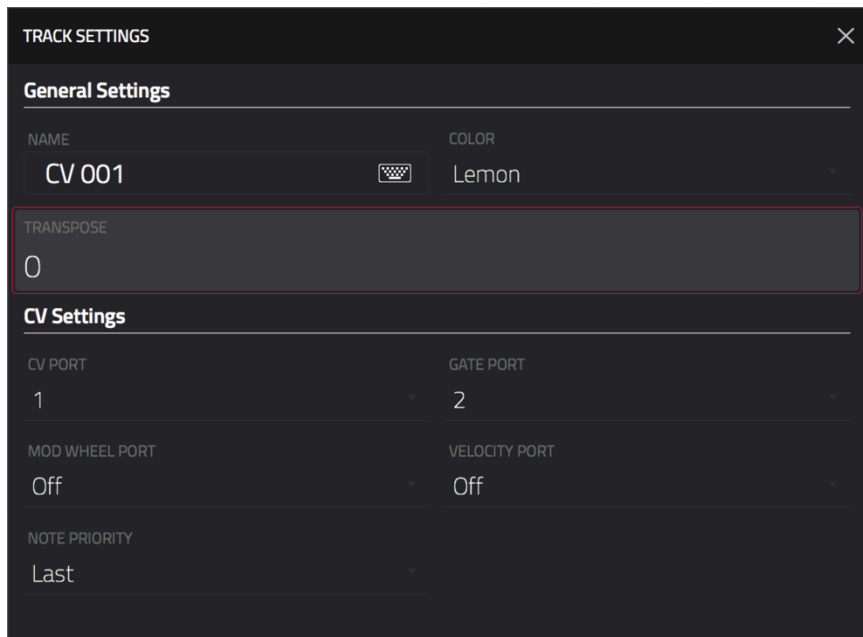 TRACK SETTINGS
General Settings
NAME COLOR
CV 001 Lemon
TRANSPOSE
0
CV Settings
CV PORT GATE PORT
1 2
MOD WHEEL PORT VELOCITY PORT
Off Off
NOTE PRIORITY
Last